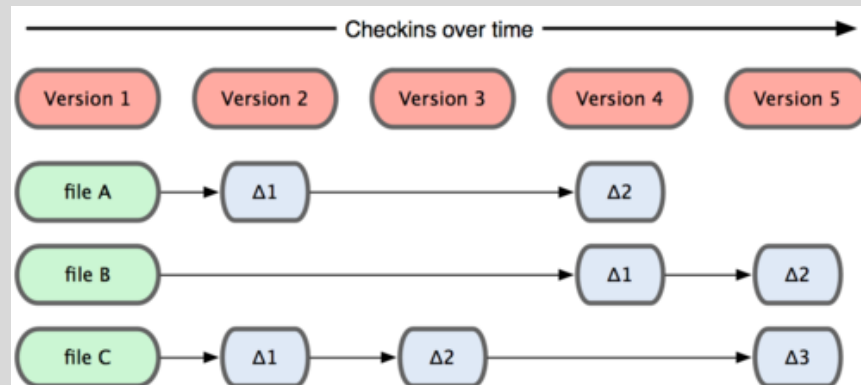 Checkins over time
Version 1 Version 2 Version 3 Version 4 Version 5
file A Δ1 Δ2
file B Δ1 Δ2
file C Δ1 Δ2 Δ3